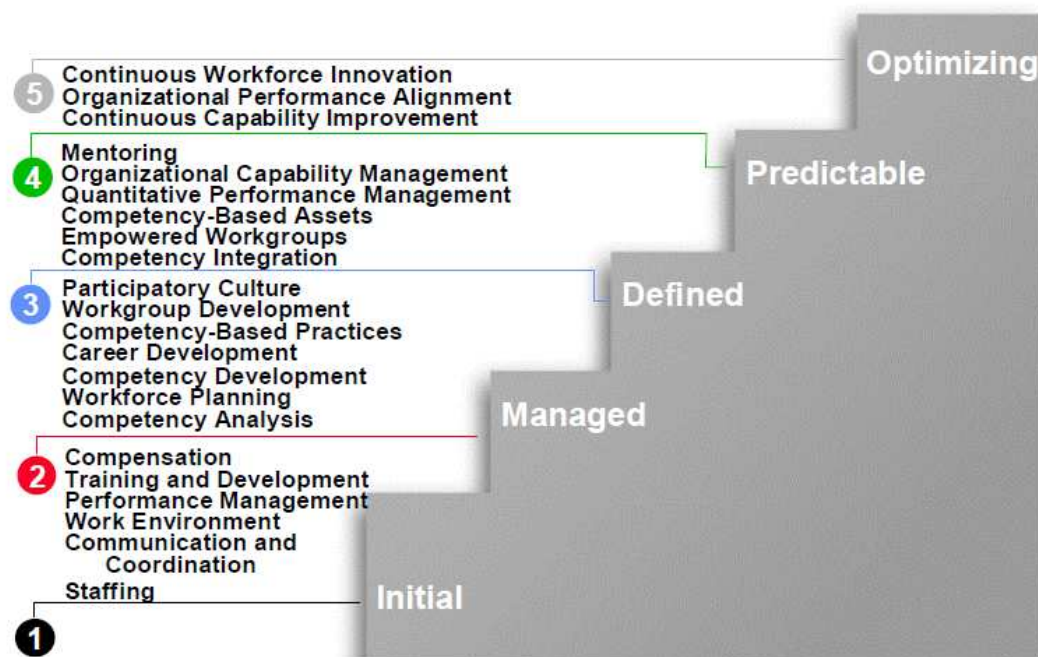 Optimizing
5
Continuous Workforce Innovation
Organizational Performance Alignment
Continuous Capability Improvement
Predictable
4
Mentoring
Organizational Capability Management
Quantitative Performance Management
Competency-Based Assets
Empowered Workgroups
Competency Integration
Defined
3
Participatory Culture
Workgroup Development
Competency-Based Practices
Career Development
Competency Development
Workforce Planning
Competency Analysis
Managed
2
Compensation
Training and Development
Performance Management
Work Environment
Communication and
Coordination
Staffing
Initial
1